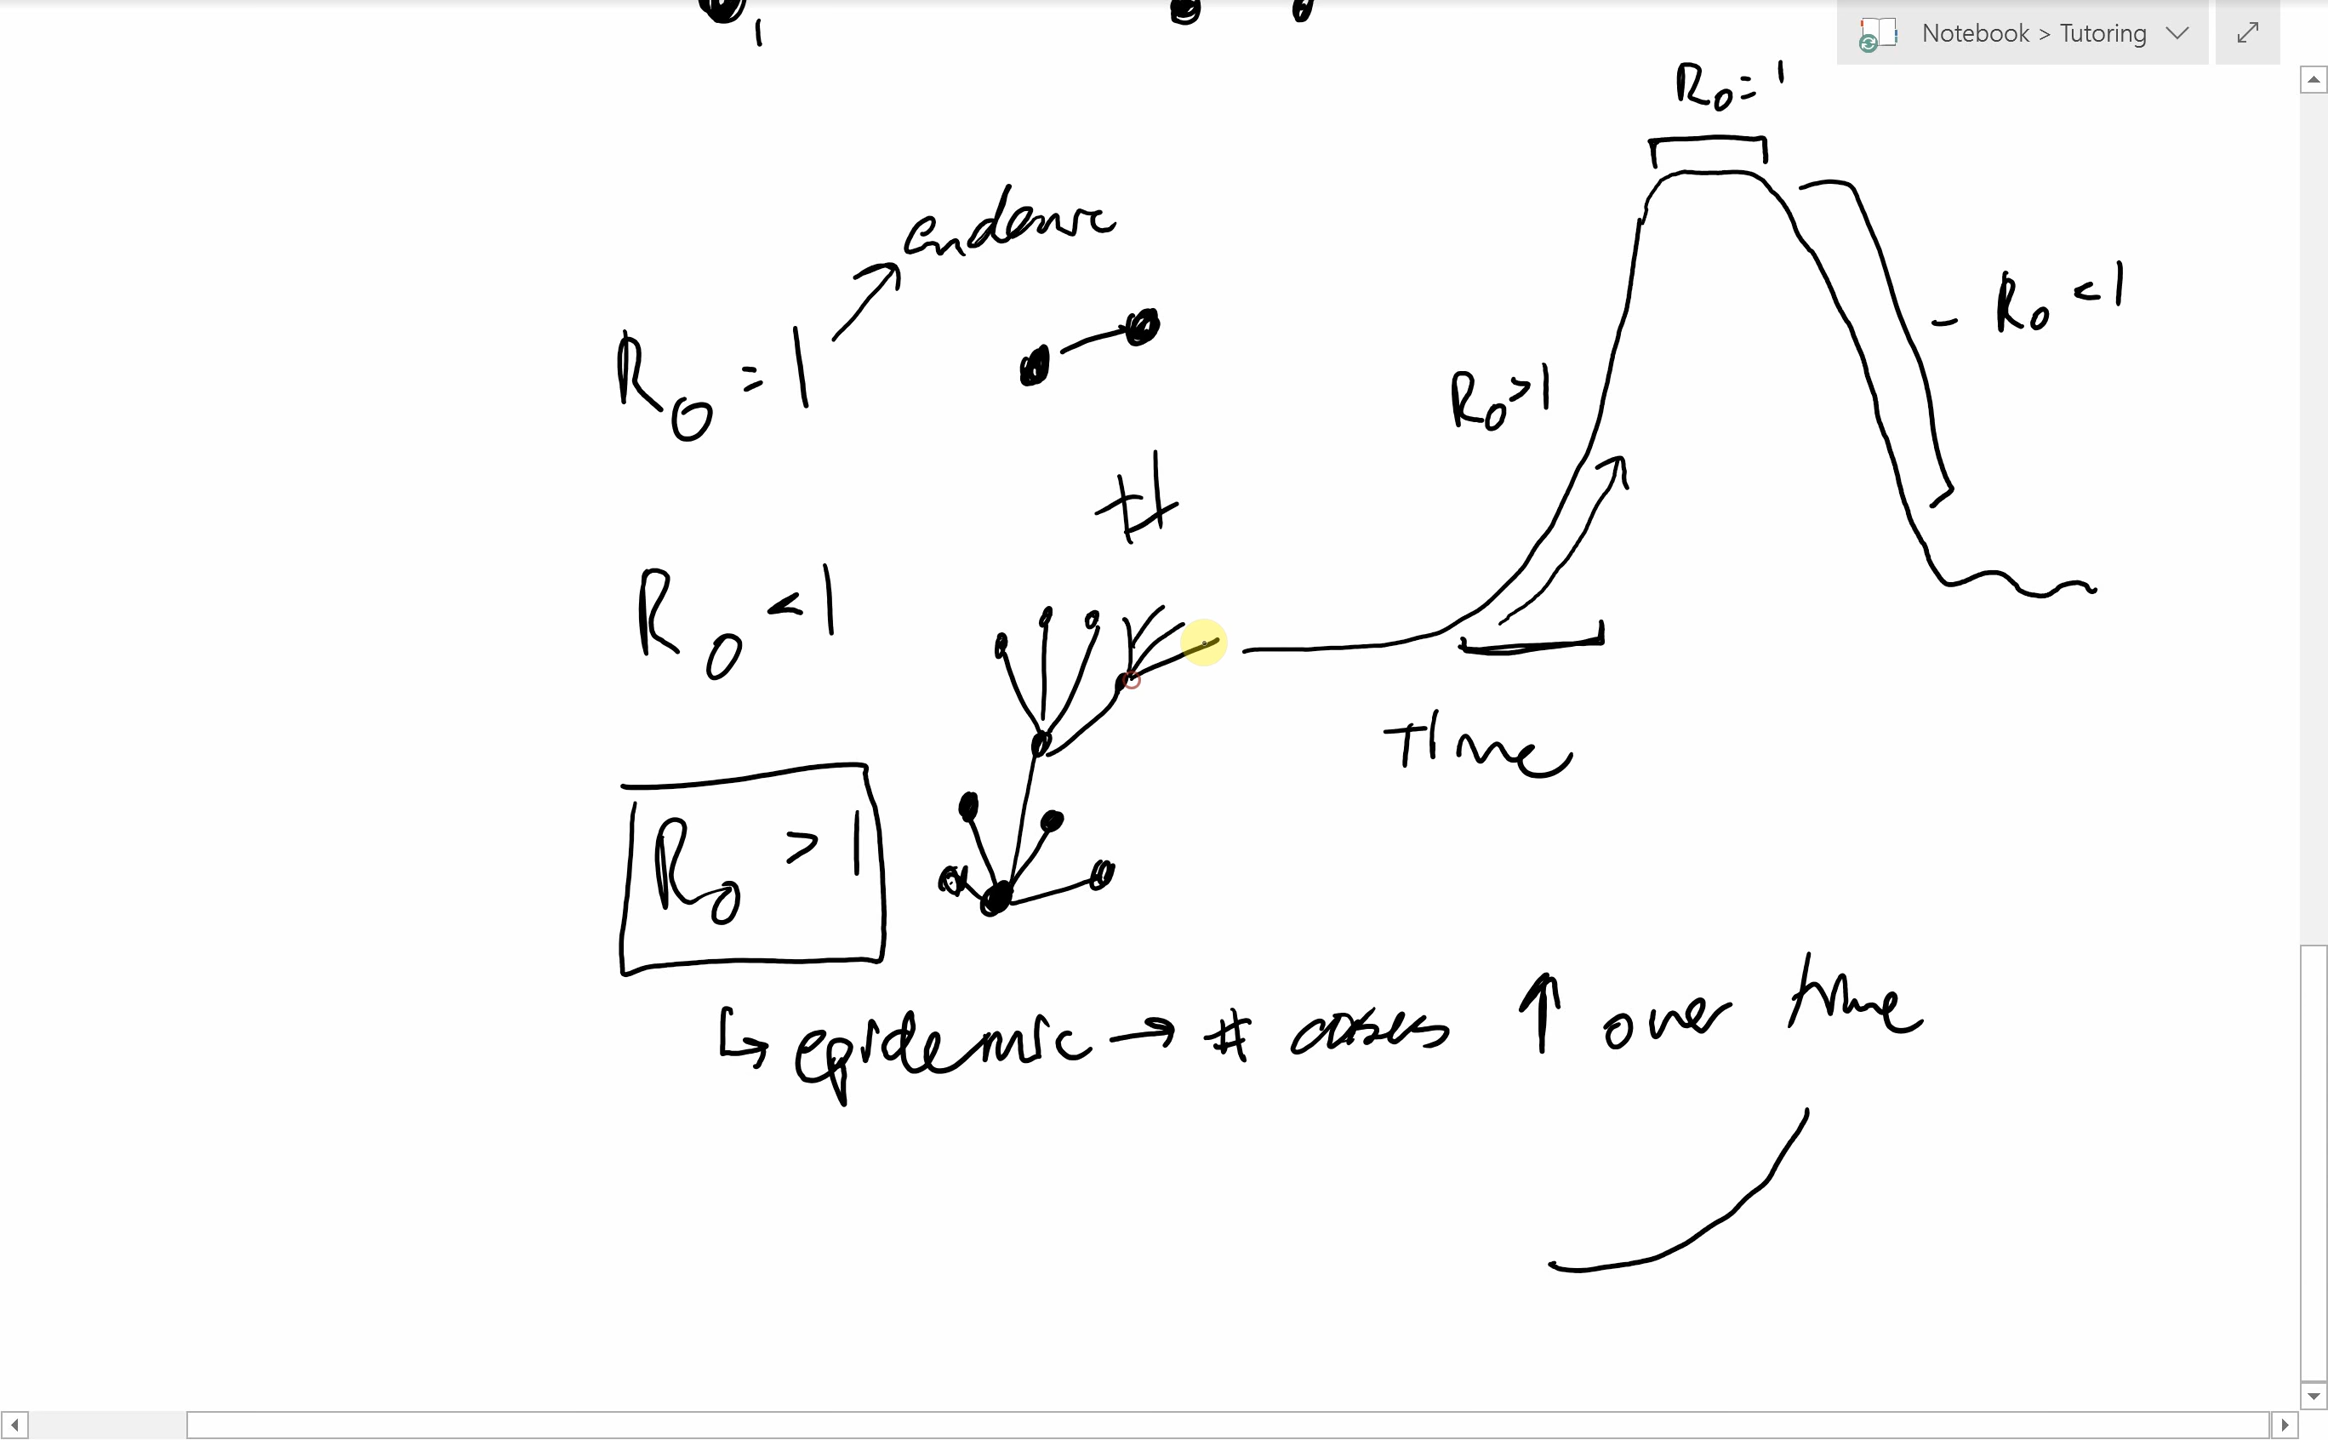 Notebook > Tutoring
R₀ = 1
endemic
R₀ = 1
R₀ < 1
R₀ > 1
#
R₀ < 1
Time
R₀ > 1
↳ epidemic → # cases ↑ over time